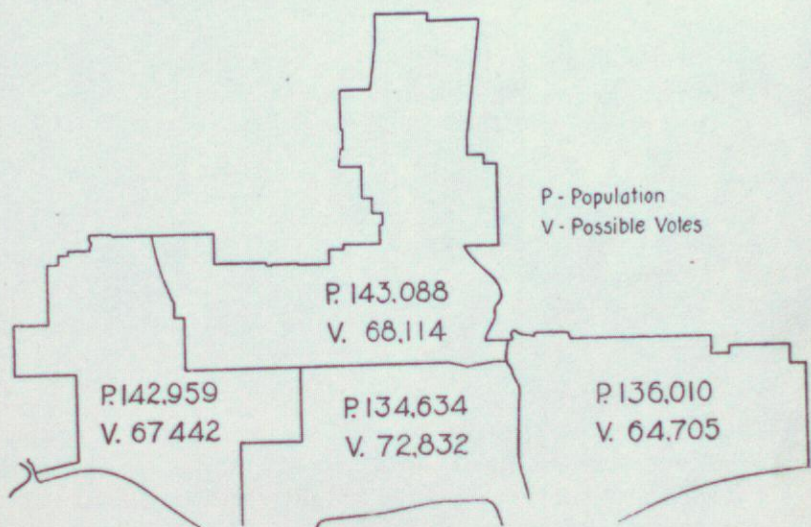 P - Population
V - Possible Votes
P. 143.088
V. 68,114
P. 142,959
V. 67442
P. 134,634
V. 72,832
P. 136,010
V. 64,705